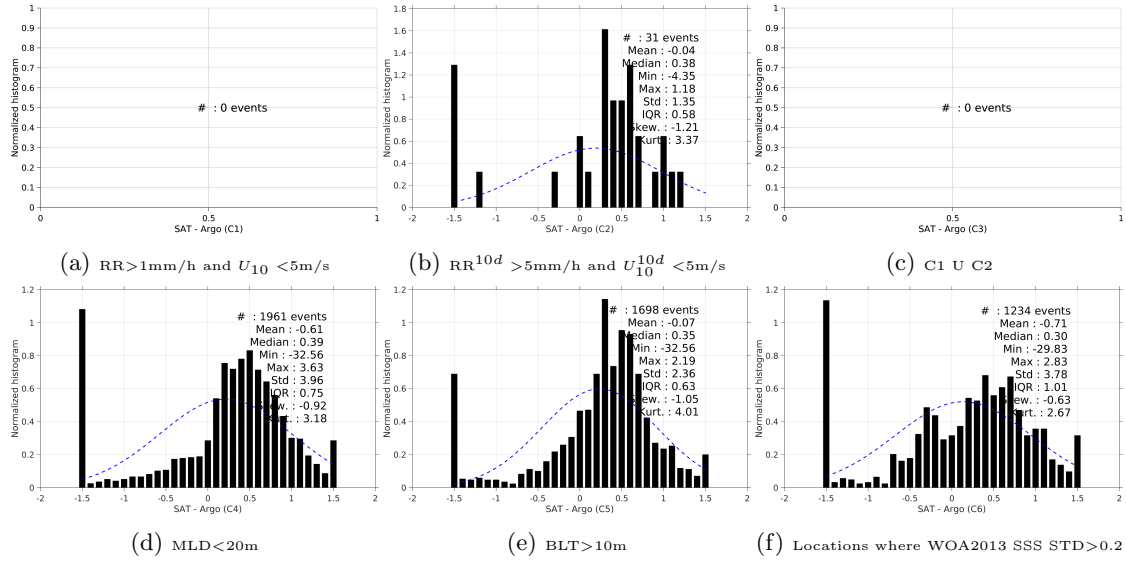 1
0.9
0.8
0.7
0.6
0.5
0.4
0.3
0.2
0.1
0
Normalized histogram
# : 0 events
0 0.5 1
SAT - Argo (C1)
(a) RR>1mm/h and U10 <5m/s
1.8
1.6
1.4
1.2
1
0.8
0.6
0.4
0.2
0
Normalized histogram
# : 31 events
Mean : -0.04
Median : 0.38
Min : -4.35
Max : 1.18
Std : 1.35
IQR : 0.58
Skew. : -1.21
Kurt. : 3.37
-2 -1.5 -1 -0.5 0 0.5 1 1.5 2
SAT - Argo (C2)
(b) RR10d >5mm/h and U10d10 <5m/s
1
0.9
0.8
0.7
0.6
0.5
0.4
0.3
0.2
0.1
0
Normalized histogram
# : 0 events
0 0.5 1
SAT - Argo (C3)
(c) C1 U C2
1.2
1
0.8
0.6
0.4
0.2
0
Normalized histogram
# : 1961 events
Mean : -0.61
Median : 0.39
Min : -32.56
Max : 3.63
Std : 3.96
IQR : 0.75
Skew. : -0.92
Kurt. : 3.18
-2 -1.5 -1 -0.5 0 0.5 1 1.5 2
SAT - Argo (C4)
(d) MLD<20m
1.2
1
0.8
0.6
0.4
0.2
0
Normalized histogram
# : 1698 events
Mean : -0.07
Median : 0.35
Min : -32.56
Max : 2.19
Std : 2.36
IQR : 0.63
Skew. : -1.05
Kurt. : 4.01
-2 -1.5 -1 -0.5 0 0.5 1 1.5 2
SAT - Argo (C5)
(e) BLT>10m
1.2
1
0.8
0.6
0.4
0.2
0
Normalized histogram
# : 1234 events
Mean : -0.71
Median : 0.30
Min : -29.83
Max : 2.83
Std : 3.78
IQR : 1.01
Skew. : -0.63
Kurt. : 2.67
-2 -1.5 -1 -0.5 0 0.5 1 1.5 2
SAT - Argo (C6)
(f) Locations where WOA2013 SSS STD>0.2